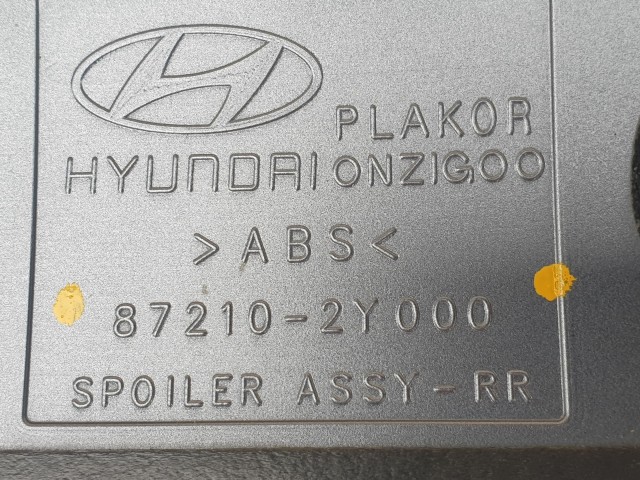 PLAKOR
HYUNDAI ONZIGOO
>ABS<
87210-2Y000
SPOILER ASSY-RR